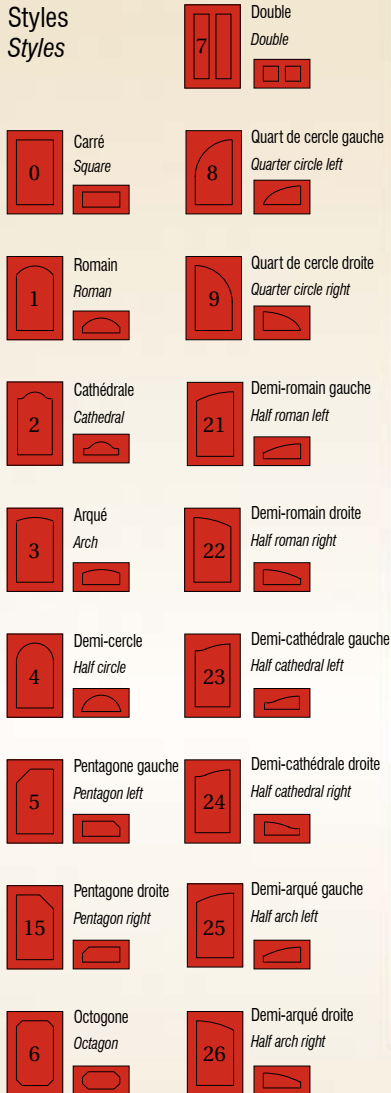 Styles
Styles
0
Carré
Square
1
Romain
Roman
2
Cathédrale
Cathedral
3
Arqué
Arch
4
Demi-cercle
Half circle
5
Pentagone gauche
Pentagon left
15
Pentagone droite
Pentagon right
6
Octogone
Octagon
7
Double
Double
8
Quart de cercle gauche
Quarter circle left
9
Quart de cercle droite
Quarter circle right
21
Demi-romain gauche
Half roman left
22
Demi-romain droite
Half roman right
23
Demi-cathédrale gauche
Half cathedral left
24
Demi-cathédrale droite
Half cathedral right
25
Demi-arqué gauche
Half arch left
26
Demi-arqué droite
Half arch right